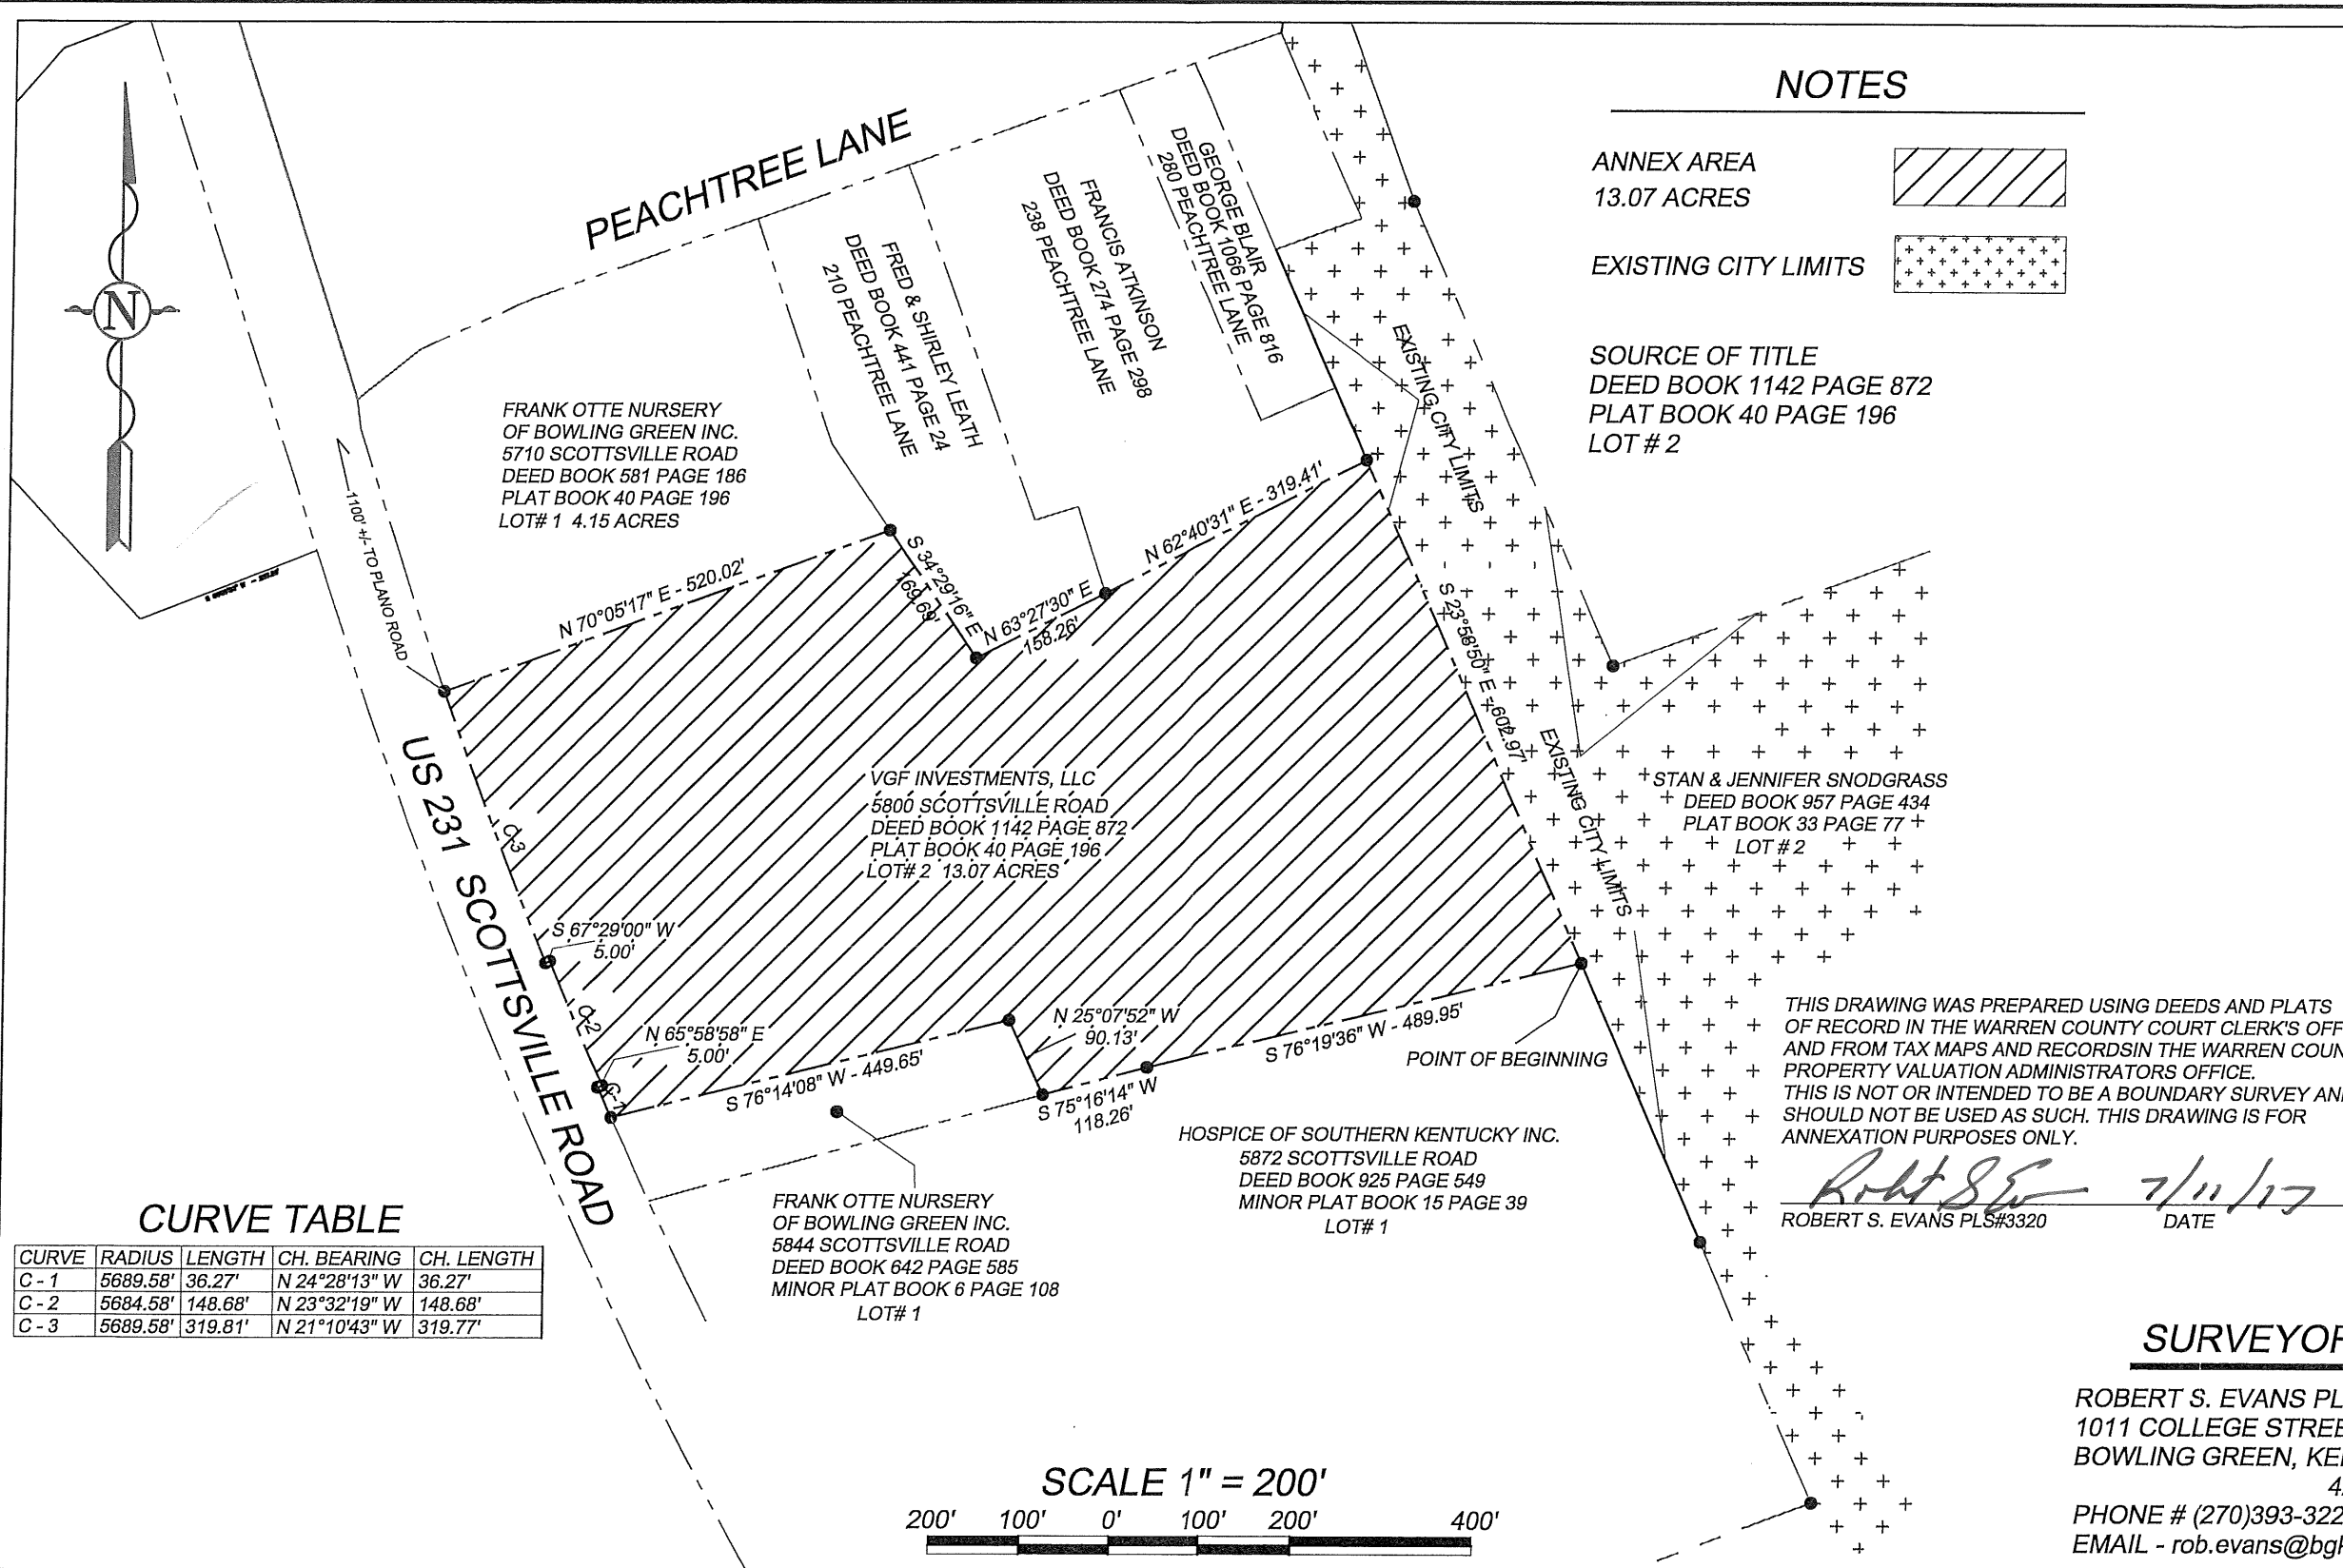 NOTES
ANNEX AREA
13.07 ACRES
EXISTING CITY LIMITS
SOURCE OF TITLE
DEED BOOK 1142 PAGE 872
PLAT BOOK 40 PAGE 196
LOT # 2
N
PEACHTREE LANE
GEORGE BLAIR
DEED BOOK 1066 PAGE 816
280 PEACHTREE LANE
FRANCIS ATKINSON
DEED BOOK 274 PAGE 298
238 PEACHTREE LANE
FRED & SHIRLEY LEATH
DEED BOOK 441 PAGE 24
210 PEACHTREE LANE
FRANK OTTE NURSERY
OF BOWLING GREEN INC.
5710 SCOTTSVILLE ROAD
DEED BOOK 581 PAGE 186
PLAT BOOK 40 PAGE 196
LOT# 1 4.15 ACRES
1100' +/- TO PLANO ROAD
EXISTING CITY LIMITS
N 70°05'17" E - 520.02'
S 34°29'16" E
169.69'
N 63°27'30" E
158.26'
N 62°40'31" E - 319.41'
S 23°58'50" E - 602.97'
EXISTING CITY LIMITS
US 231 SCOTTSVILLE ROAD
VGF INVESTMENTS, LLC
5800 SCOTTSVILLE ROAD
DEED BOOK 1142 PAGE 872
PLAT BOOK 40 PAGE 196
LOT# 2 13.07 ACRES
STAN & JENNIFER SNODGRASS
DEED BOOK 957 PAGE 434
PLAT BOOK 33 PAGE 77
LOT # 2
C-3
S 67°29'00" W
5.00'
C-2
N 65°58'58" E
5.00'
C-1
S 76°14'08" W - 449.65'
N 25°07'52" W
90.13'
S 75°16'14" W
118.26'
S 76°19'36" W - 489.95'
POINT OF BEGINNING
THIS DRAWING WAS PREPARED USING DEEDS AND PLATS
OF RECORD IN THE WARREN COUNTY COURT CLERK'S OFF
AND FROM TAX MAPS AND RECORDSIN THE WARREN COUN
PROPERTY VALUATION ADMINISTRATORS OFFICE.
THIS IS NOT OR INTENDED TO BE A BOUNDARY SURVEY AN
SHOULD NOT BE USED AS SUCH. THIS DRAWING IS FOR
ANNEXATION PURPOSES ONLY.
7/11/17
ROBERT S. EVANS PLS#3320 DATE
HOSPICE OF SOUTHERN KENTUCKY INC.
5872 SCOTTSVILLE ROAD
DEED BOOK 925 PAGE 549
MINOR PLAT BOOK 15 PAGE 39
LOT# 1
FRANK OTTE NURSERY
OF BOWLING GREEN INC.
5844 SCOTTSVILLE ROAD
DEED BOOK 642 PAGE 585
MINOR PLAT BOOK 6 PAGE 108
LOT# 1
CURVE TABLE
CURVE RADIUS LENGTH CH. BEARING CH. LENGTH
C - 1 5689.58' 36.27' N 24°28'13" W 36.27'
C - 2 5684.58' 148.68' N 23°32'19" W 148.68'
C - 3 5689.58' 319.81' N 21°10'43" W 319.77'
SCALE 1" = 200'
200' 100' 0' 100' 200' 400'
SURVEYOR
ROBERT S. EVANS PL
1011 COLLEGE STREE
BOWLING GREEN, KE
4
PHONE # (270)393-322
EMAIL - rob.evans@bg